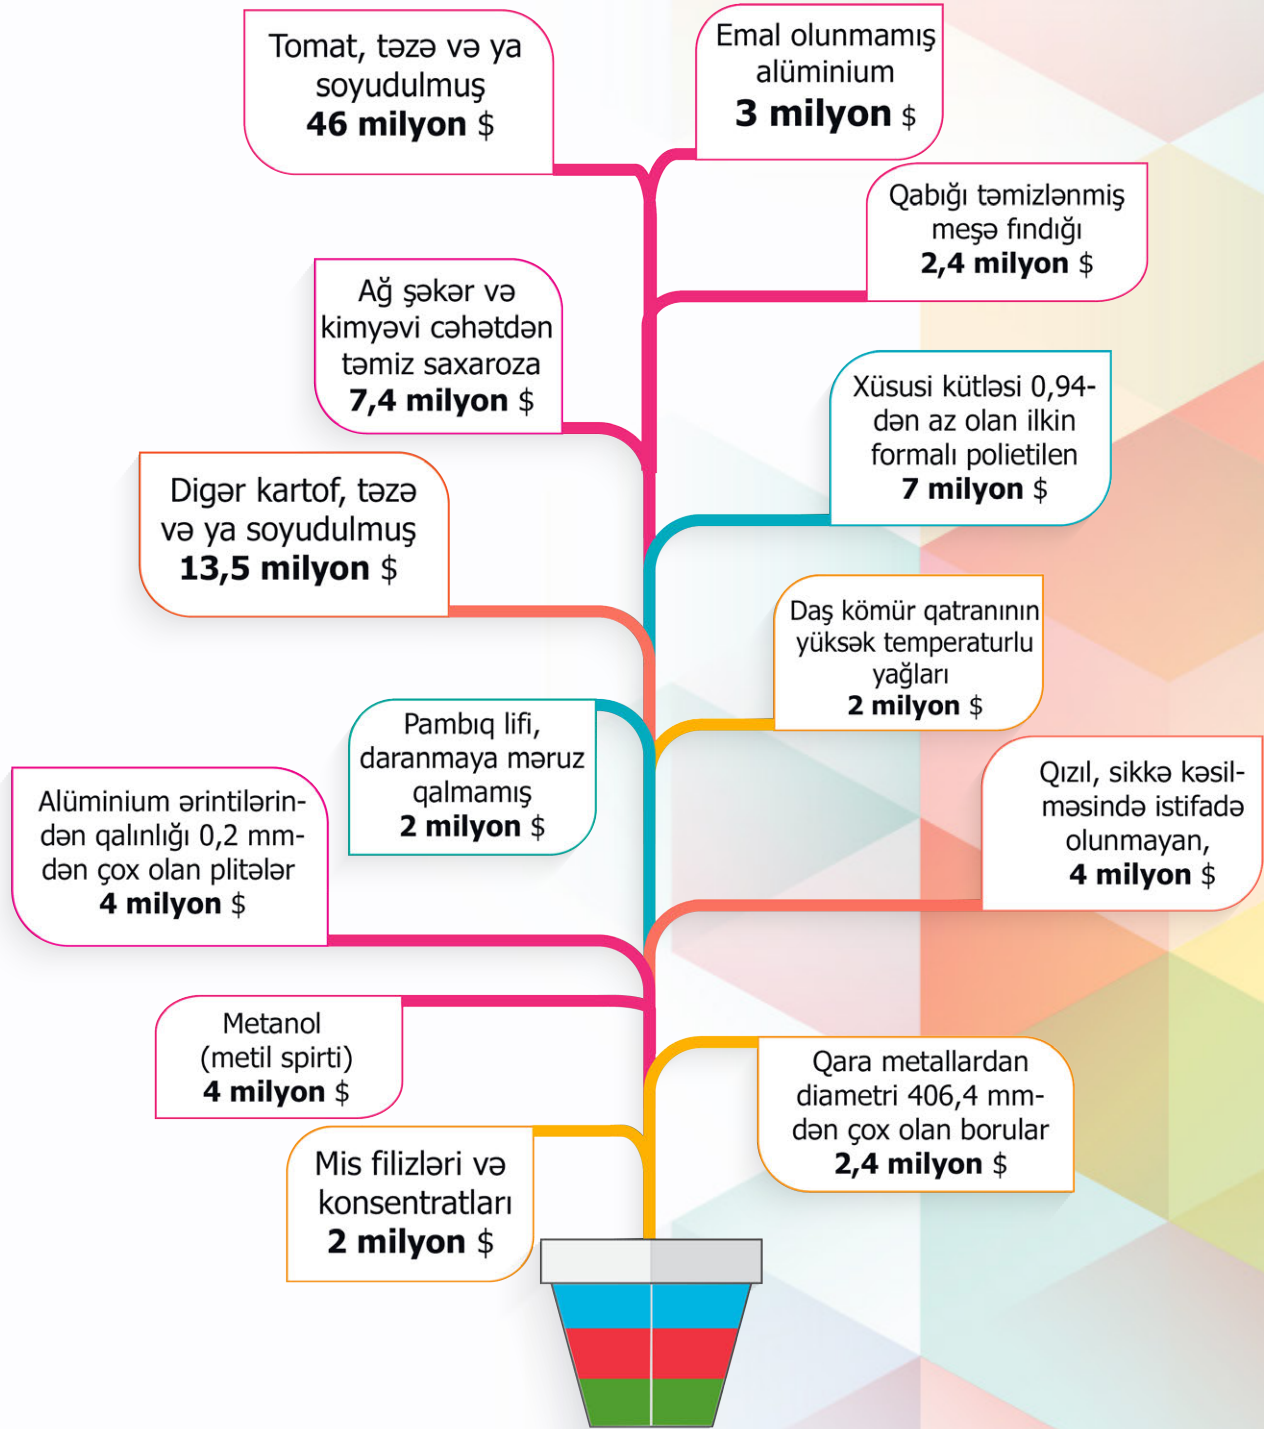 Tomat, təzə və ya
soyudulmuş
46 milyon $
Emal olunmamış
alüminium
3 milyon $
Qabığı təmizlənmiş
meşə fındığı
2,4 milyon $
Ağ şəkər və
kimyəvi cəhətdən
təmiz saxaroza
7,4 milyon $
Xüsusi kütləsi 0,94-
dən az olan ilkin
formalı polietilen
7 milyon $
Digər kartof, təzə
və ya soyudulmuş
13,5 milyon $
Daş kömür qatranının
yüksək temperaturlu
yağları
2 milyon $
Pambıq lifi,
daranmaya məruz
qalmamış
2 milyon $
Qızıl, sikkə kəsil-
məsində istifadə
olunmayan,
4 milyon $
Alüminium ərintilərin-
dən qalınlığı 0,2 mm-
dən çox olan plitələr
4 milyon $
Metanol
(metil spirti)
4 milyon $
Qara metallardan
diametri 406,4 mm-
dən çox olan borular
2,4 milyon $
Mis filizləri və
konsentratları
2 milyon $